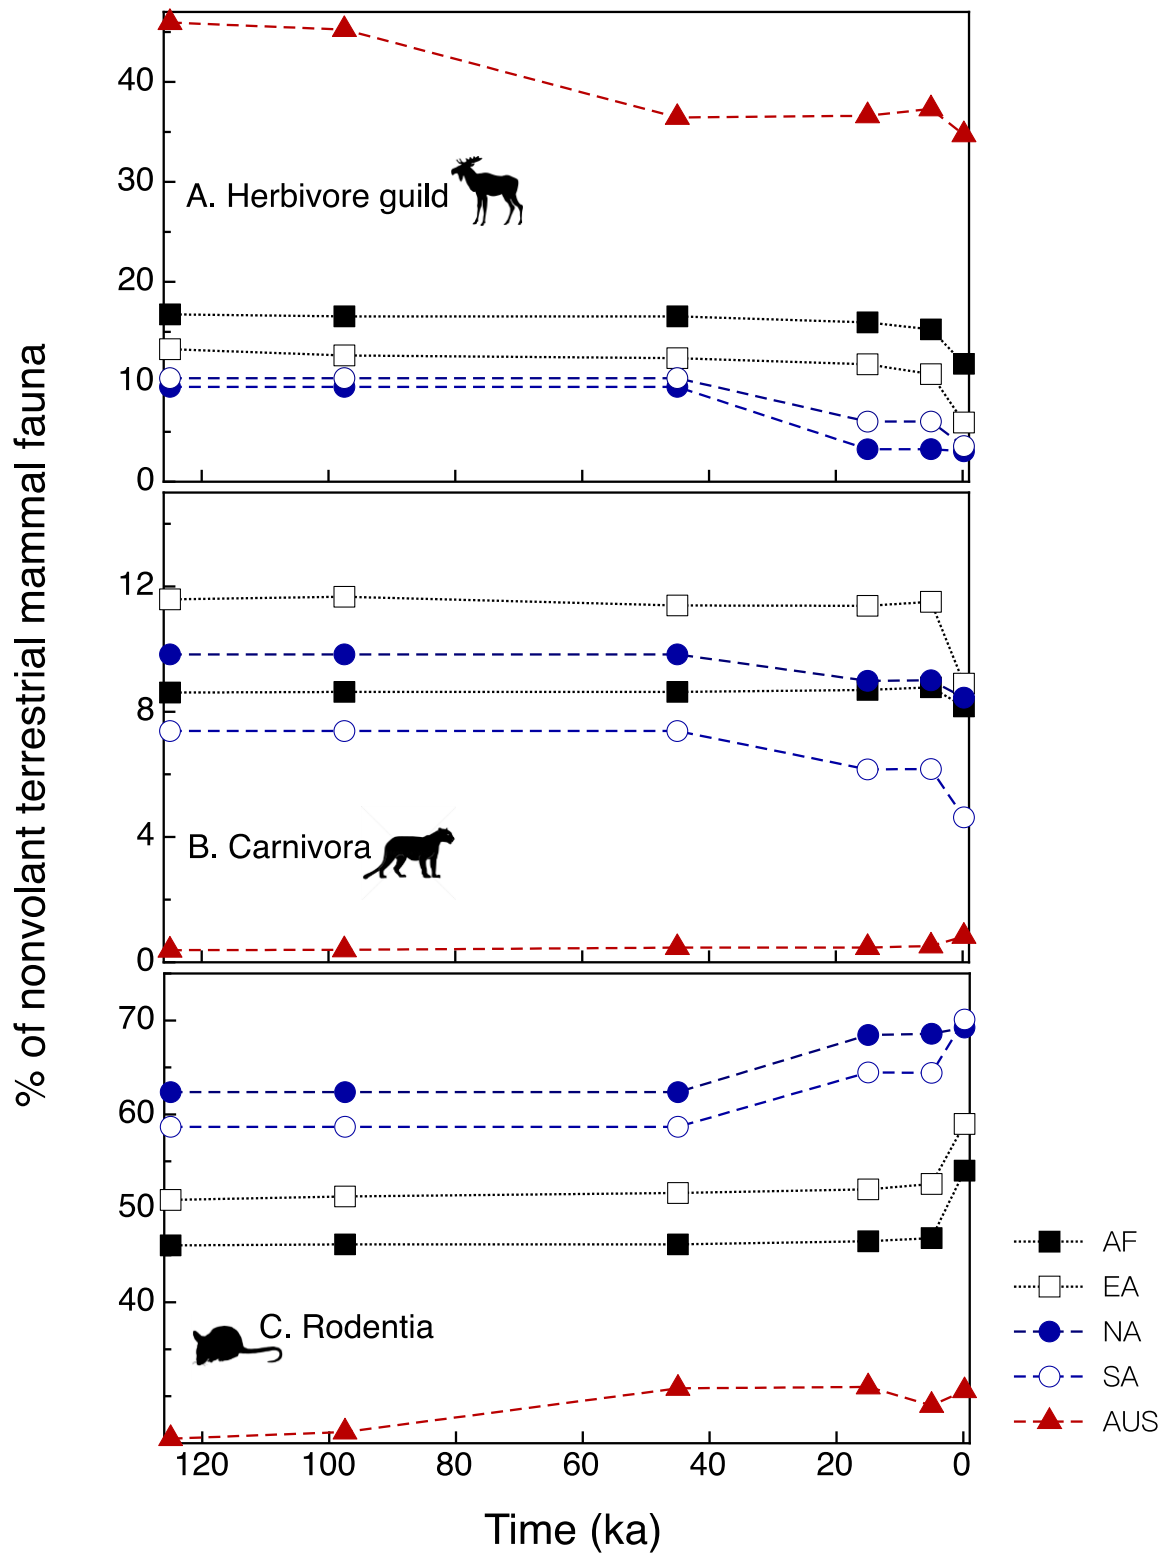 % of nonvolant terrestrial mammal fauna
40
30
20
10
0
A. Herbivore guild
12
8
4
0
B. Carnivora
70
60
50
40
C. Rodentia
120 100 80 60 40 20 0
Time (ka)
AF
EA
NA
SA
AUS